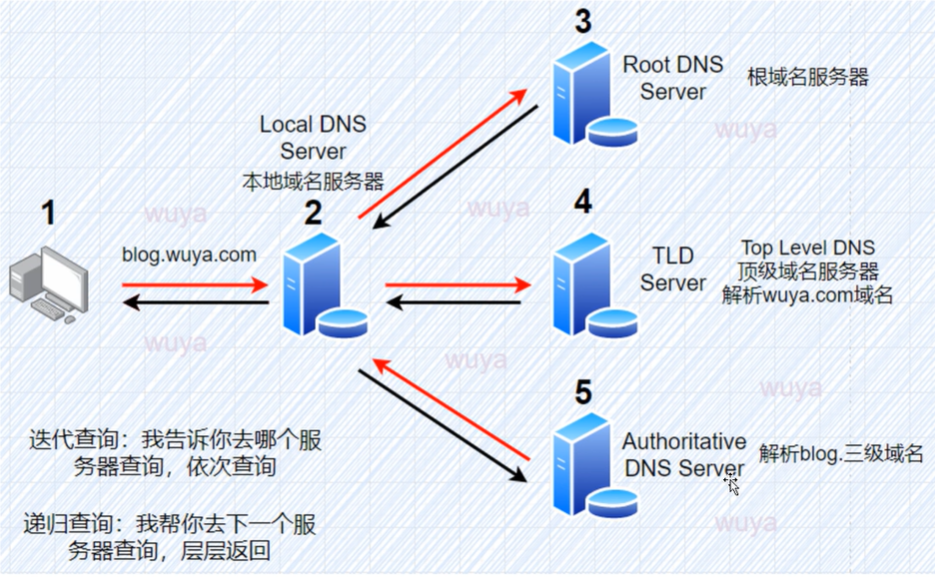 3
Root DNS
Server
根域名服务器
wuya
Local DNS
Server
本地域名服务器
1
wuya
2
wuya
4
blog.wuya.com
TLD
Server
Top Level DNS
顶级域名服务器
解析wuya.com域名
wuya
wuya
wuya
5
迭代查询：我告诉你去哪个服
务器查询，依次查询
Authoritative
DNS Server
解析blog.三级域名
递归查询：我帮你去下一个服
务器查询，层层返回
wuya